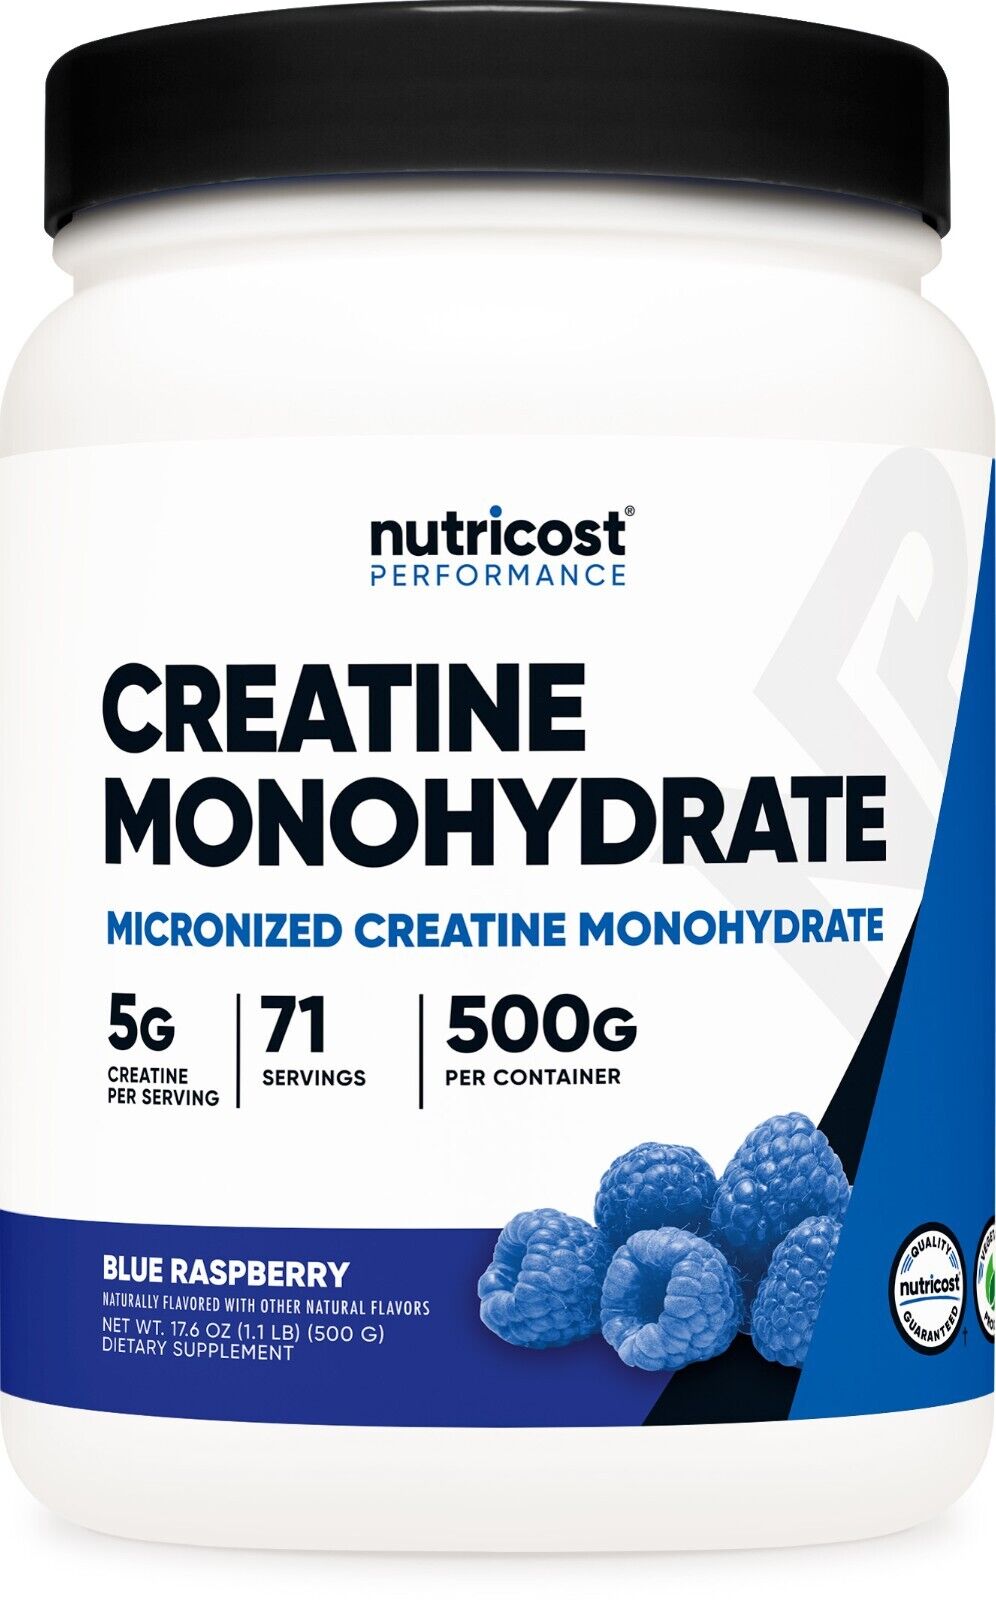 nutricost®
PERFORMANCE
CREATINE
MONOHYDRATE
MICRONIZED CREATINE MONOHYDRATE
5G
CREATINE
PER SERVING
71
SERVINGS
500G
PER CONTAINER
BLUE RASPBERRY
NATURALLY FLAVORED WITH OTHER NATURAL FLAVORS
NET WT. 17.6 OZ (1.1 LB) (500 G)
DIETARY SUPPLEMENT
QUALITY
nutricost®
GUARANTEED
†